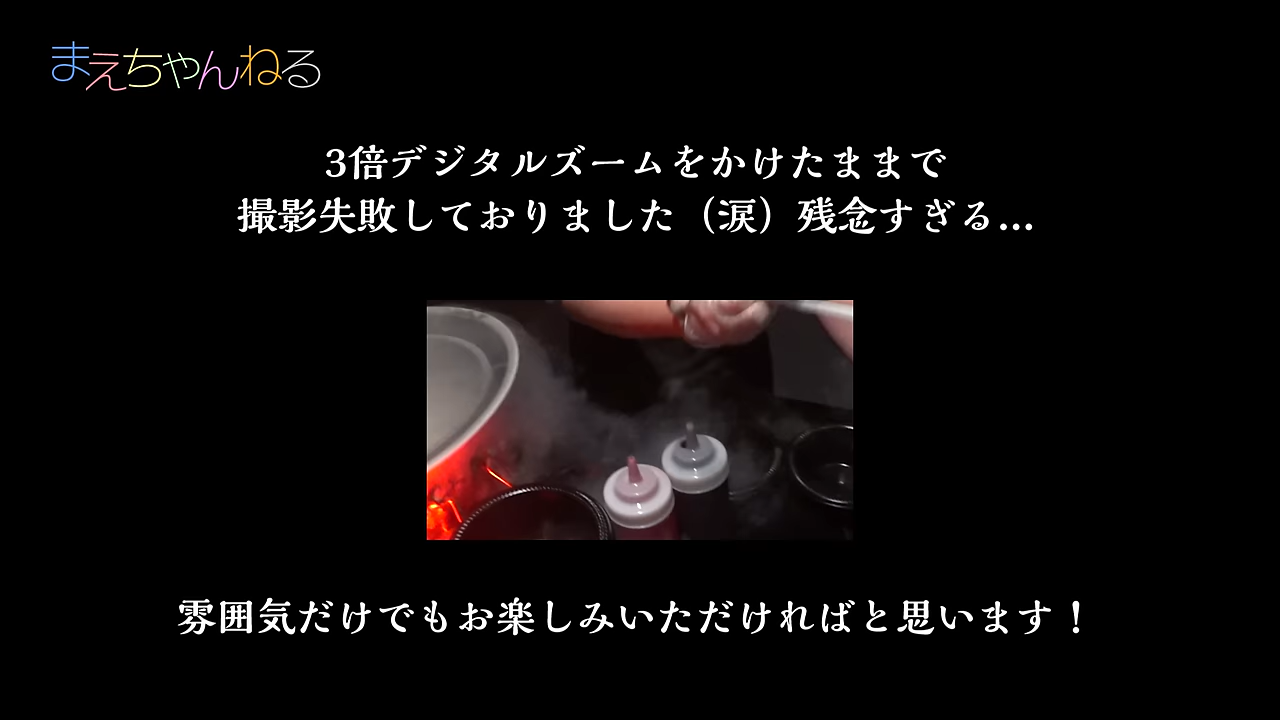 まえちゃんねる
3倍デジタルズームをかけたままで
撮影失敗しておりました（涙）残念すぎる...
雰囲気だけでもお楽しみいただければと思います！